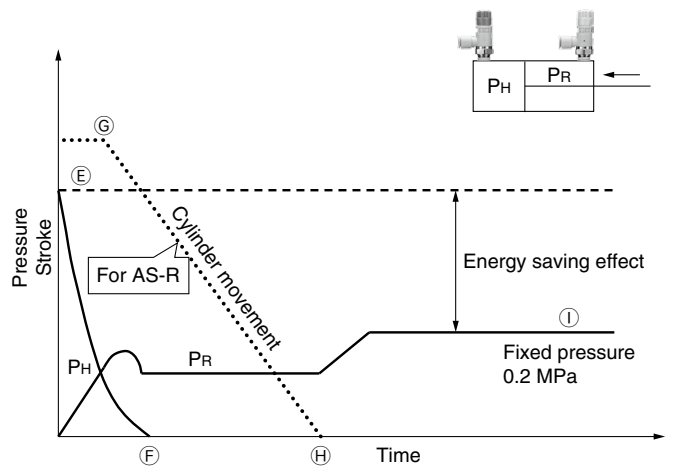 PH
PR
Ⓖ
Ⓔ
Pressure
Stroke
Cylinder movement
For AS-R
Energy saving effect
Ⓘ
PH
PR
Fixed pressure
0.2 MPa
Ⓕ
Ⓗ
Time